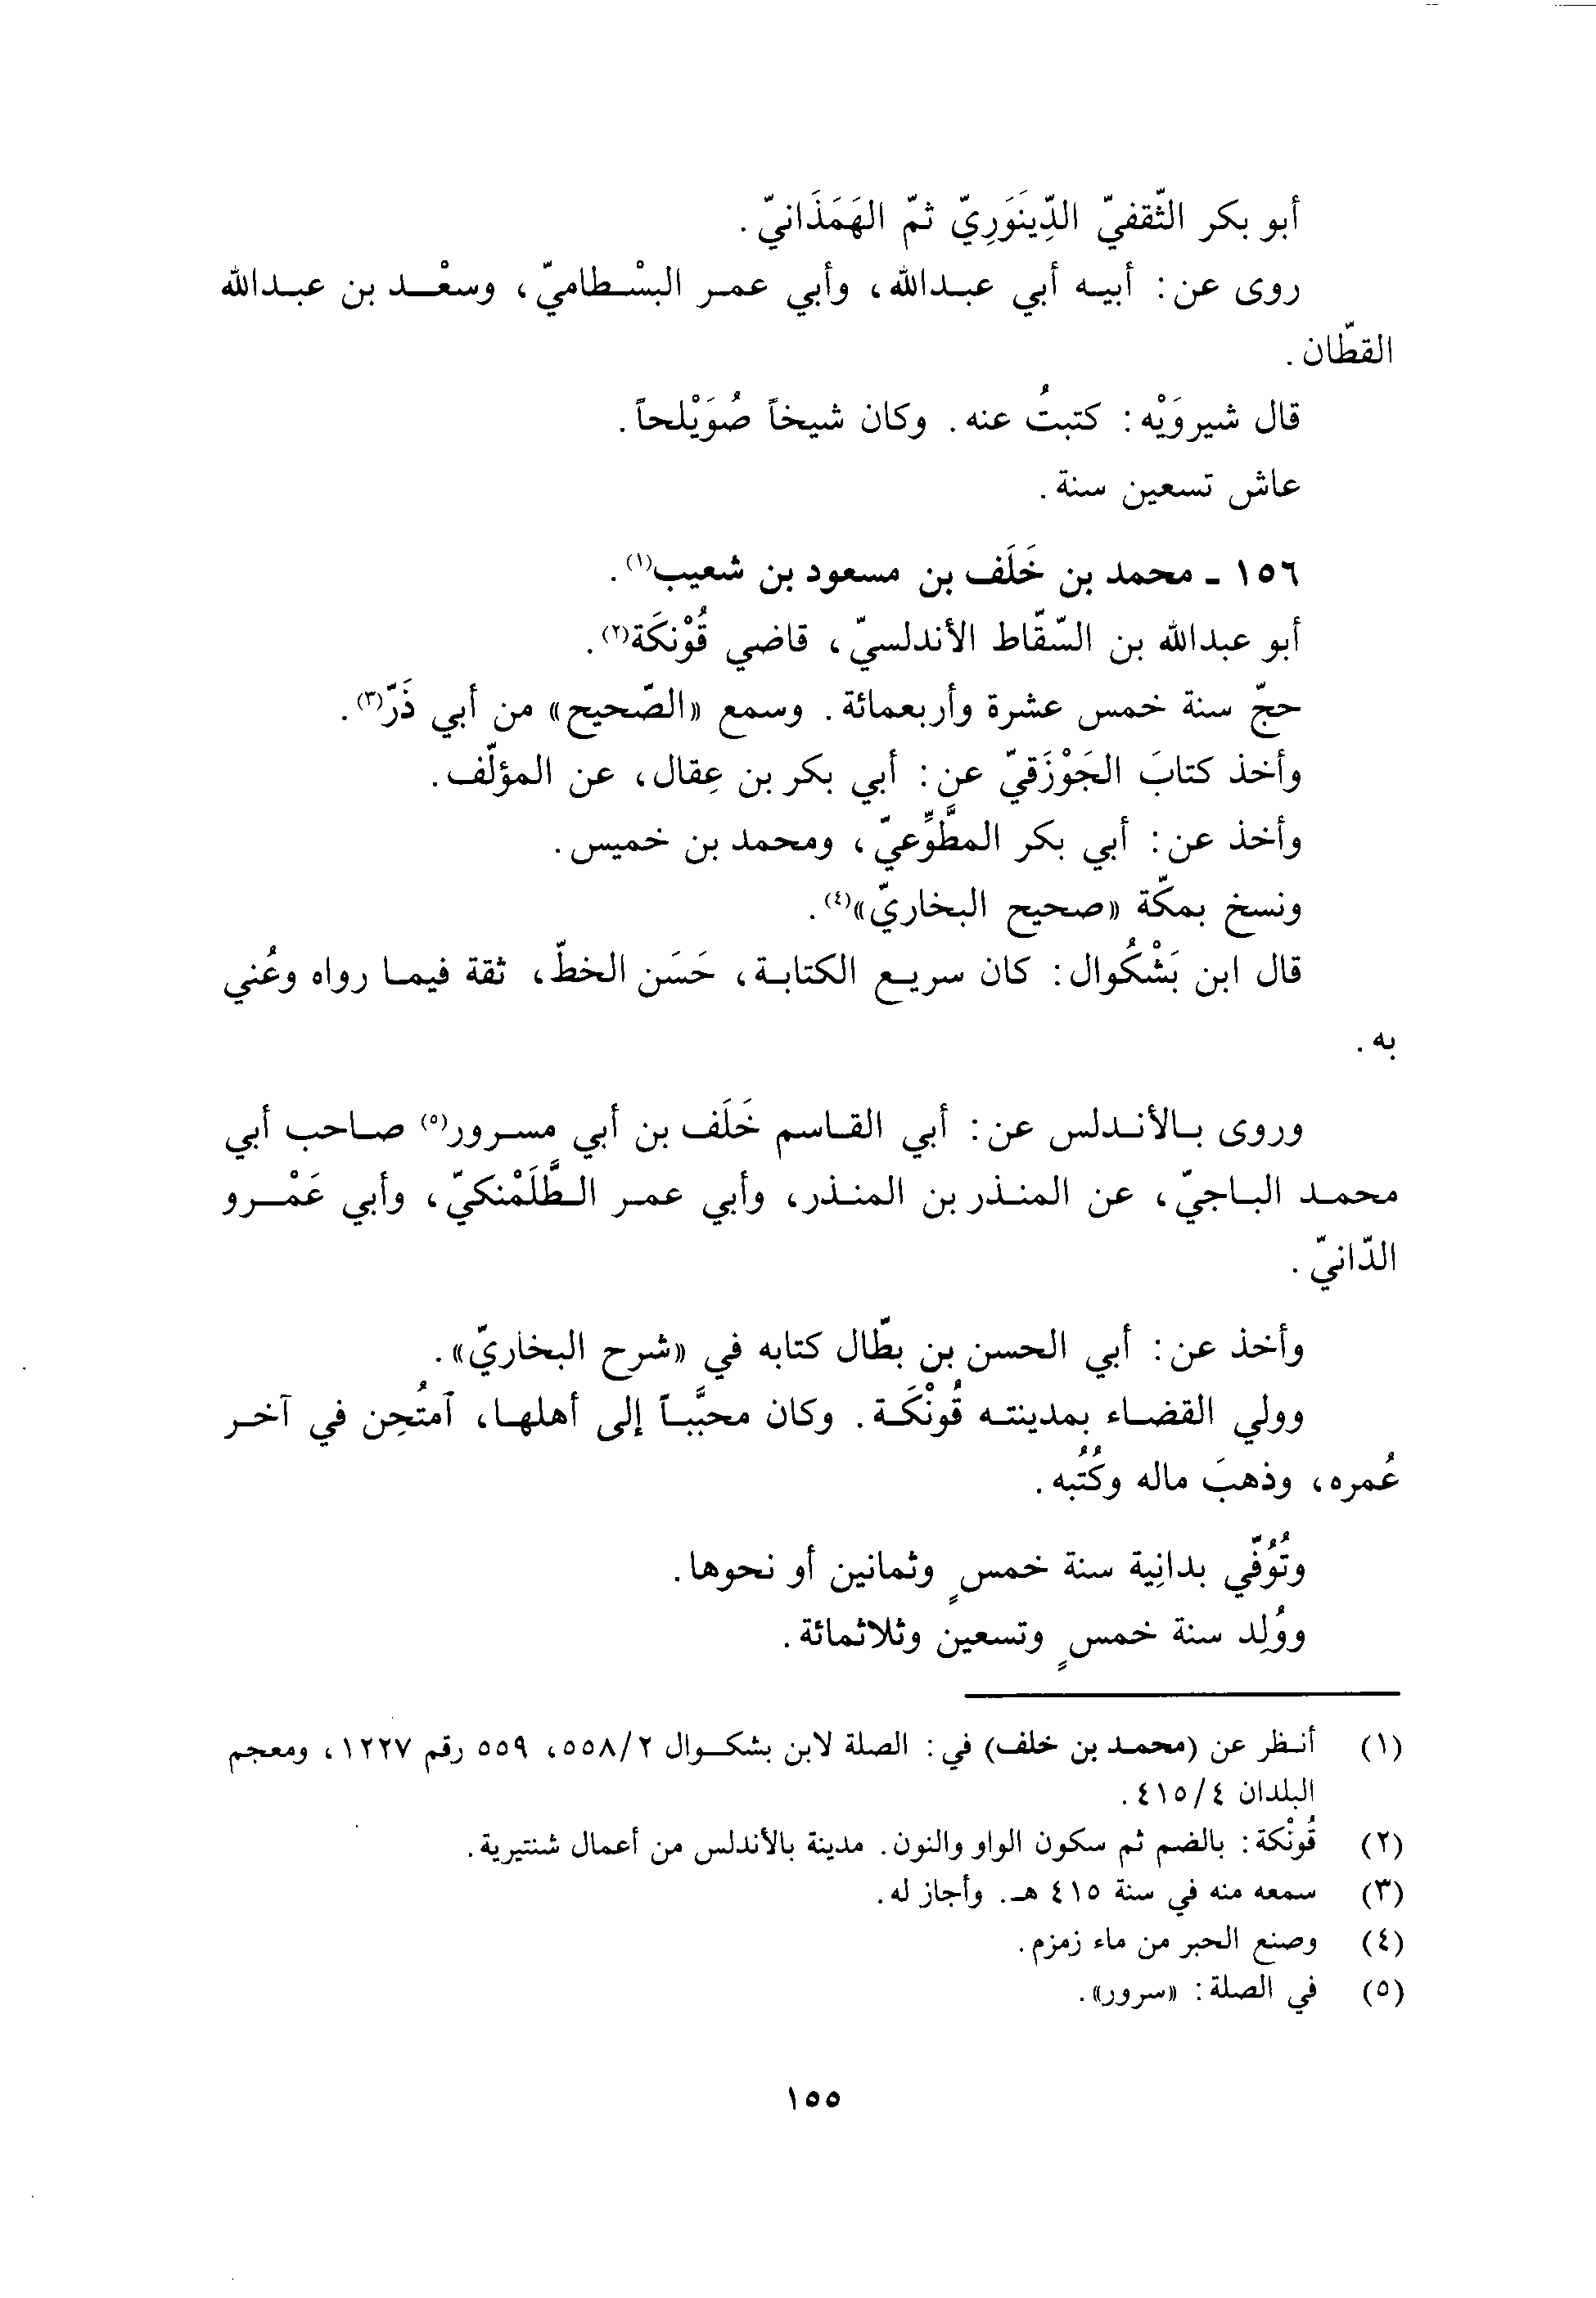 أبو بكر الثّقفيّ الدِّينَوَرِيّ ثمّ الهَمَذَانيّ.
روى عن: أبيه أبي عبدالله، وأبي عمر البسْطاميّ، وسعْد بن عبدالله
القطّان.
قال شيروَيْه: كتبتُ عنه. وكان شيخاً صُوَيْلحاً.
عاش تسعين سنة.
١٥٦ - محمد بن خَلَف بن مسعود بن شعيب(١).
أبو عبدالله بن السّقّاط الأندلسيّ، قاضي قُوْنكَة(٢).
حجّ سنة خمس عشرة وأربعمائة. وسمع «الصّحيح» من أبي ذَرّ(٣).
وأخذ كتابَ الجَوْزَقيّ عن: أبي بكر بن عِقال، عن المؤلّف.
وأخذ عن: أبي بكر المطَّوِّعيّ، ومحمد بن خميس.
ونسخ بمكّة «صحيح البخاريّ»(٤).
قال ابن بَشْكُوال: كان سريع الكتابة، حَسَن الخطّ، ثقة فيما رواه وعُني
به.
وروى بالأندلس عن: أبي القاسم خَلَف بن أبي مسرور(٥) صاحب أبي
محمد الباجيّ، عن المنذر بن المنذر، وأبي عمر الطَّلَمْنكيّ، وأبي عَمْرو
الدّانيّ.
وأخذ عن: أبي الحسن بن بطّال كتابه في «شرح البخاريّ».
وولي القضاء بمدينته قُونْكَة. وكان محبَّباً إلى أهلها، آمتُحِن في آخر
عُمره، وذهبَ ماله وكُتُبه.
وتُوُفّي بدانِية سنة خمسٍ وثمانين أو نحوها.
ووُلِد سنة خمسٍ وتسعين وثلاثمائة.
(١) أنظر عن (محمد بن خلف) في: الصلة لابن بشكوال ٥٥٨/٢، ٥٥٩ رقم ١٢٢٧، ومعجم
البلدان ٤١٥/٤.
(٢) قُونْكة: بالضم ثم سكون الواو والنون. مدينة بالأندلس من أعمال شنتيرية.
(٣) سمعه منه في سنة ٤١٥ هـ. وأجاز له.
(٤) وصنع الحبر من ماء زمزم.
(٥) في الصلة: «سرور».
١٥٥